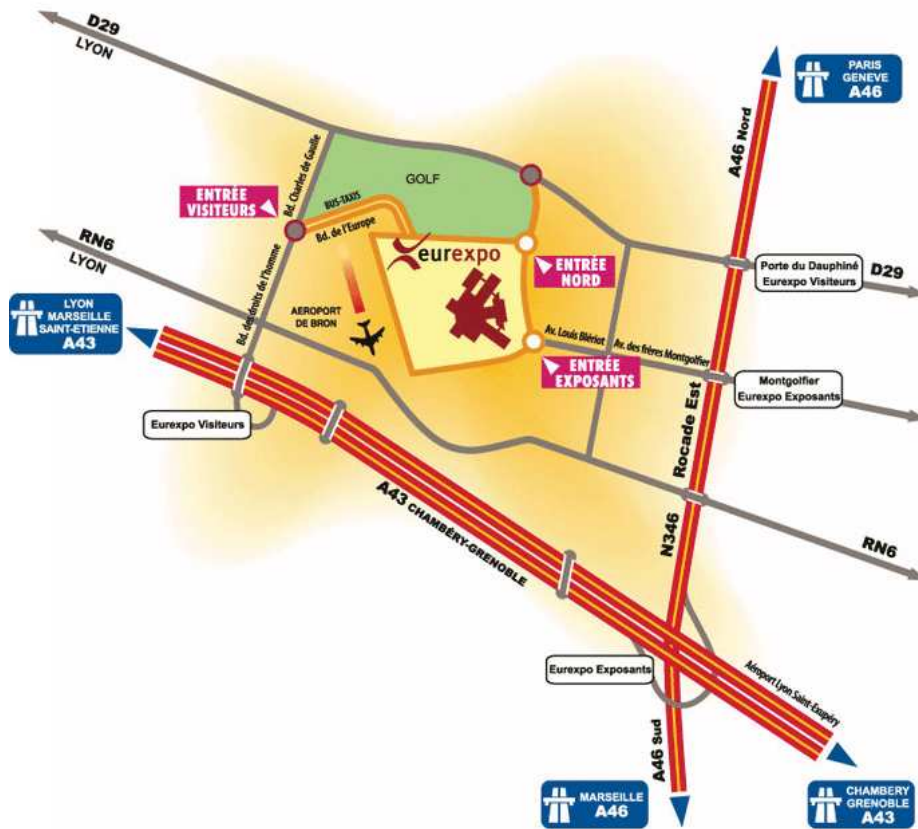 D29
LYON
PARIS
GENEVE
A46
A46 Nord
Bd. Charles de Gaulle
GOLF
ENTRÉE
VISITEURS
BUS-TAXIS
Bd. de l'Europe
RN6
LYON
eurexpo
ENTRÉE
NORD
Porte du Dauphiné
Eurexpo Visiteurs
D29
Bd. des droits de l'homme
AEROPORT
DE BRON
LYON
MARSEILLE
SAINT-ETIENNE
A43
Av. Louis Blériot
Av. des frères Montgolfier
ENTRÉE
EXPOSANTS
Montgolfier
Eurexpo Exposants
Eurexpo Visiteurs
Rocade Est
A43 CHAMBÉRY-GRENOBLE
N346
RN6
Eurexpo Exposants
Aéroport Lyon Saint-Exupéry
A46 Sud
MARSEILLE
A46
CHAMBERY
GRENOBLE
A43